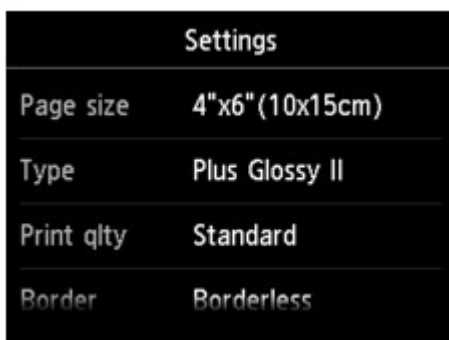 Settings
Page size 4"x6"(10x15cm)
Type Plus Glossy II
Print qlty Standard
Border Borderless